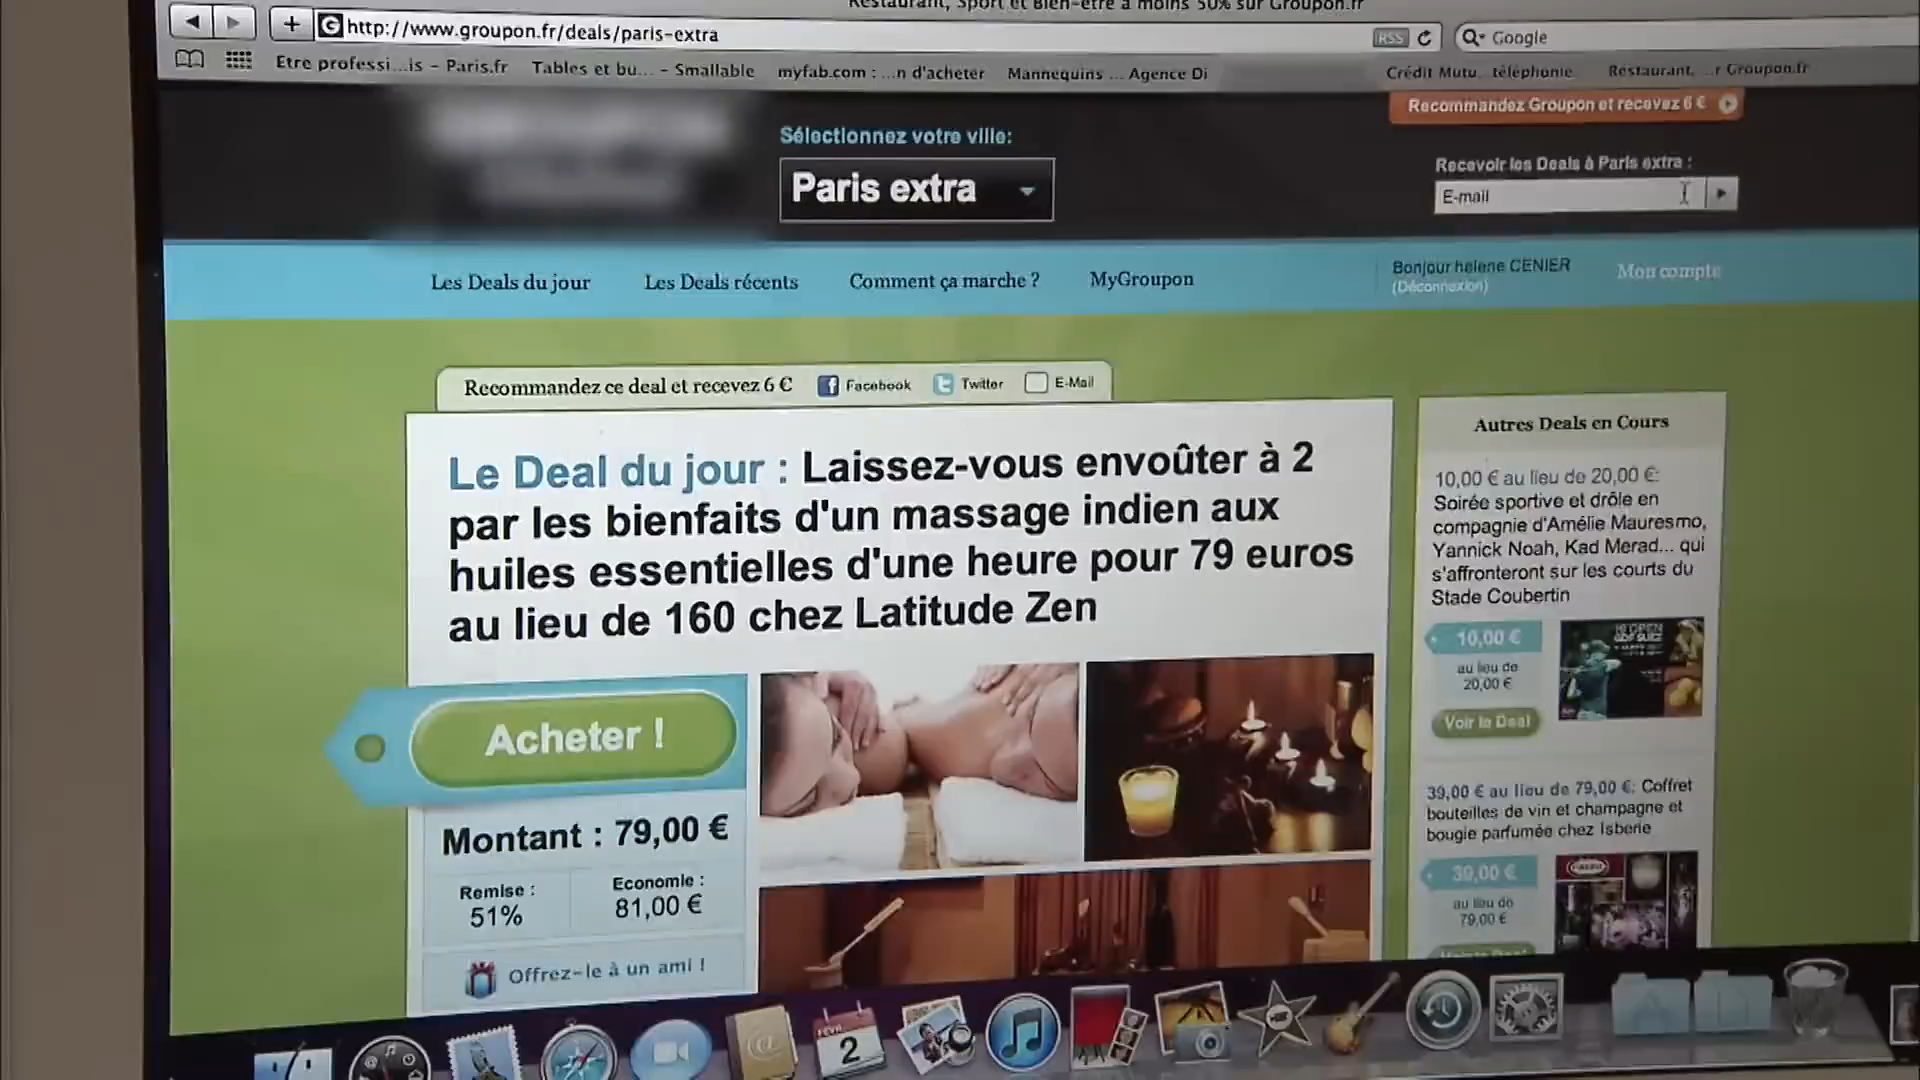 Restaurant, Sport et Bien-être à moins 50% sur Groupon.fr
http://www.groupon.fr/deals/paris-extra
RSS
Google
Etre professi...is - Paris.fr
Tables et bu... - Smallable
myfab.com : ...n d'acheter
Mannequins ... Agence Di
Crédit Mutu... téléphonie
Restaurant, ...r Groupon.fr
Recommandez Groupon et recevez 6 €
Sélectionnez votre ville:
Paris extra
Recevoir les Deals à Paris extra :
E-mail
Les Deals du jour
Les Deals récents
Comment ça marche ?
MyGroupon
Bonjour helene CENIER
(Déconnexion)
Mon compte
Recommandez ce deal et recevez 6 €
Facebook
Twitter
E-Mail
Le Deal du jour : Laissez-vous envoûter à 2
par les bienfaits d'un massage indien aux
huiles essentielles d'une heure pour 79 euros
au lieu de 160 chez Latitude Zen
Acheter !
Montant : 79,00 €
Remise :
51%
Economie :
81,00 €
Offrez-le à un ami !
Autres Deals en Cours
10,00 € au lieu de 20,00 €:
Soirée sportive et drôle en
compagnie d'Amélie Mauresmo,
Yannick Noah, Kad Merad... qui
s'affronteront sur les courts du
Stade Coubertin
10,00 €
au lieu de
20,00 €
Voir le Deal
39,00 € au lieu de 79,00 €: Coffret
bouteilles de vin et champagne et
bougie parfumée chez Isberie
39,00 €
au lieu de
79,00 €
FEVR
2